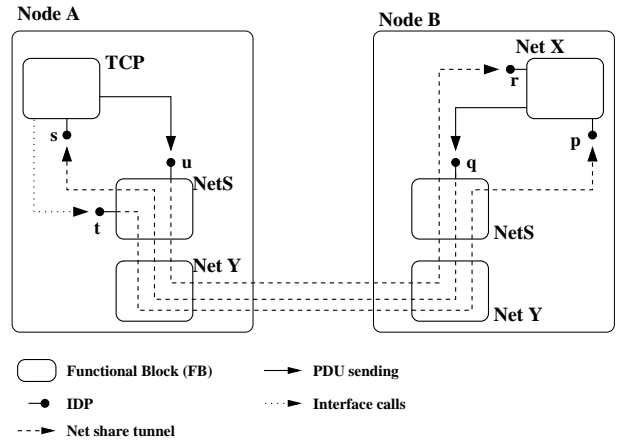 Node A
Node B
TCP
Net X
r
s
p
u
q
NetS
t
NetS
Net Y
Net Y
Functional Block (FB)
PDU sending
IDP
Interface calls
Net share tunnel